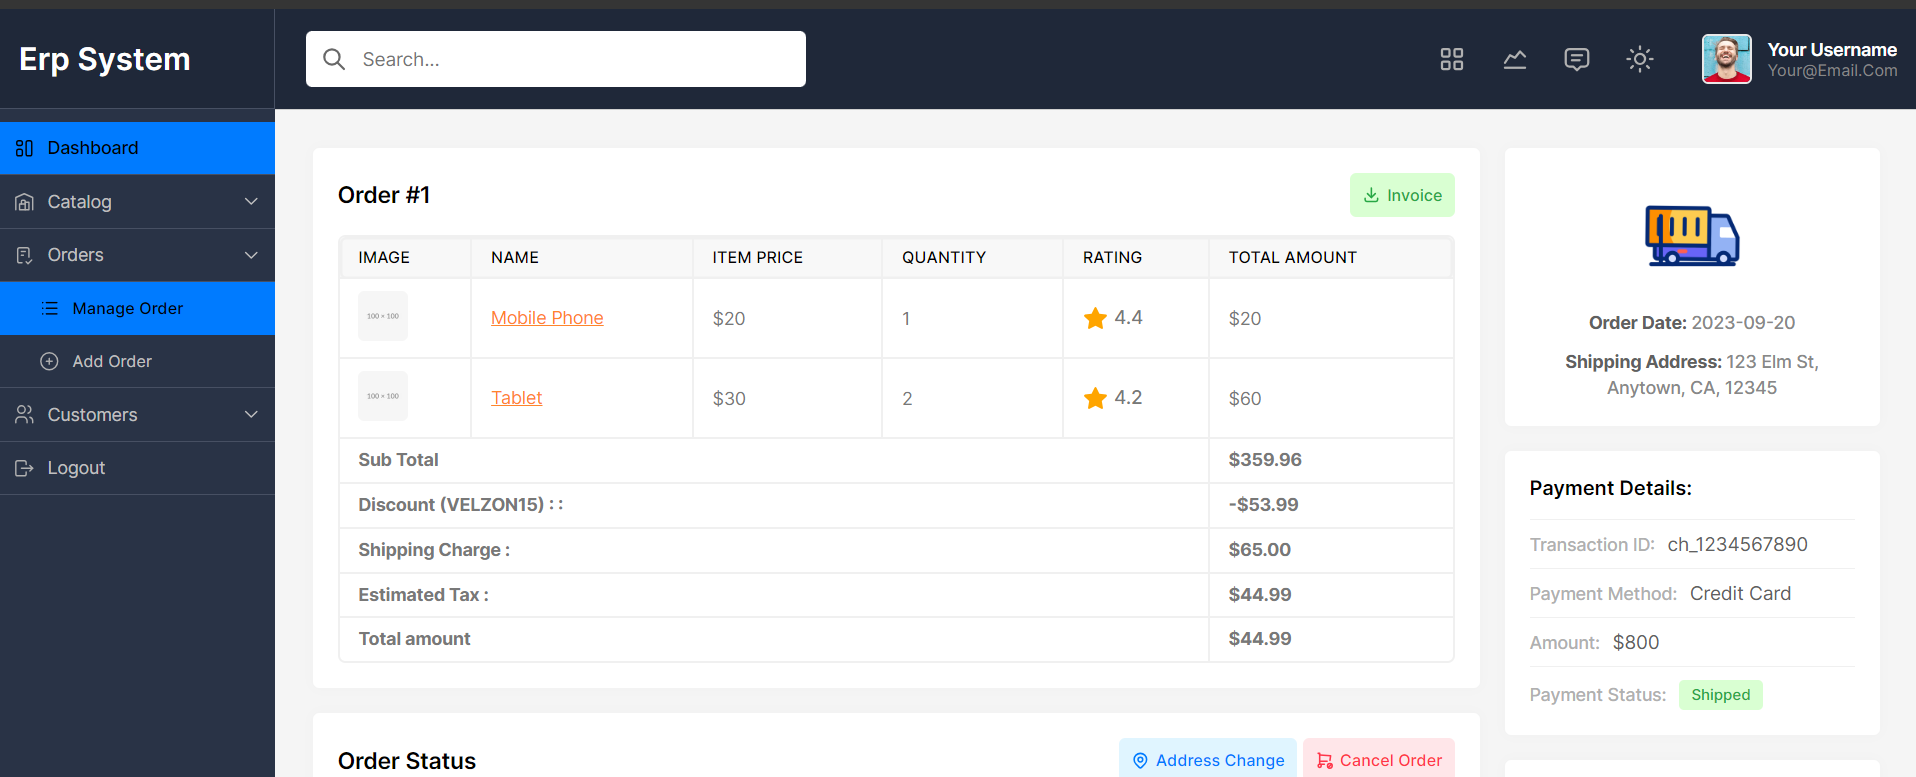 Erp System
Search...
Your Username
Your@Email.Com
Dashboard
Catalog
Orders
Manage Order
Add Order
Customers
Logout
Order #1
Invoice
IMAGE NAME ITEM PRICE QUANTITY RATING TOTAL AMOUNT
100 × 100 Mobile Phone $20 1 4.4 $20
100 × 100 Tablet $30 2 4.2 $60
Sub Total $359.96
Discount (VELZON15) : : -$53.99
Shipping Charge : $65.00
Estimated Tax : $44.99
Total amount $44.99
Order Status
Address Change
Cancel Order
Order Date: 2023-09-20
Shipping Address: 123 Elm St,
Anytown, CA, 12345
Payment Details:
Transaction ID: ch_1234567890
Payment Method: Credit Card
Amount: $800
Payment Status: Shipped